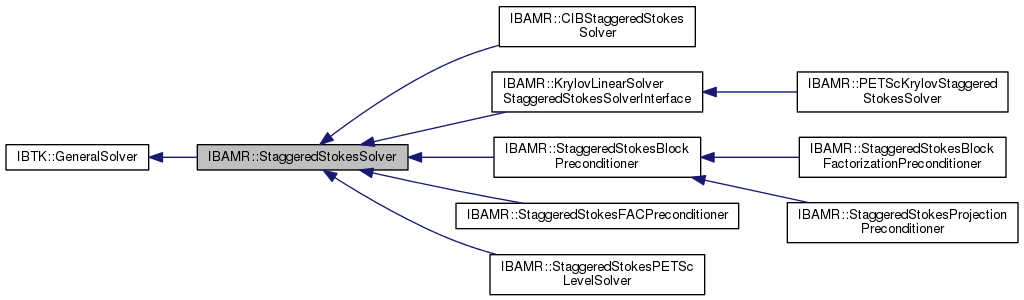 IBTK::GeneralSolver
IBAMR::StaggeredStokesSolver
IBAMR::CIBStaggeredStokes
Solver
IBAMR::KrylovLinearSolver
StaggeredStokesSolverInterface
IBAMR::PETScKrylovStaggered
StokesSolver
IBAMR::StaggeredStokesBlock
Preconditioner
IBAMR::StaggeredStokesBlock
FactorizationPreconditioner
IBAMR::StaggeredStokesProjection
Preconditioner
IBAMR::StaggeredStokesFACPreconditioner
IBAMR::StaggeredStokesPETSc
LevelSolver